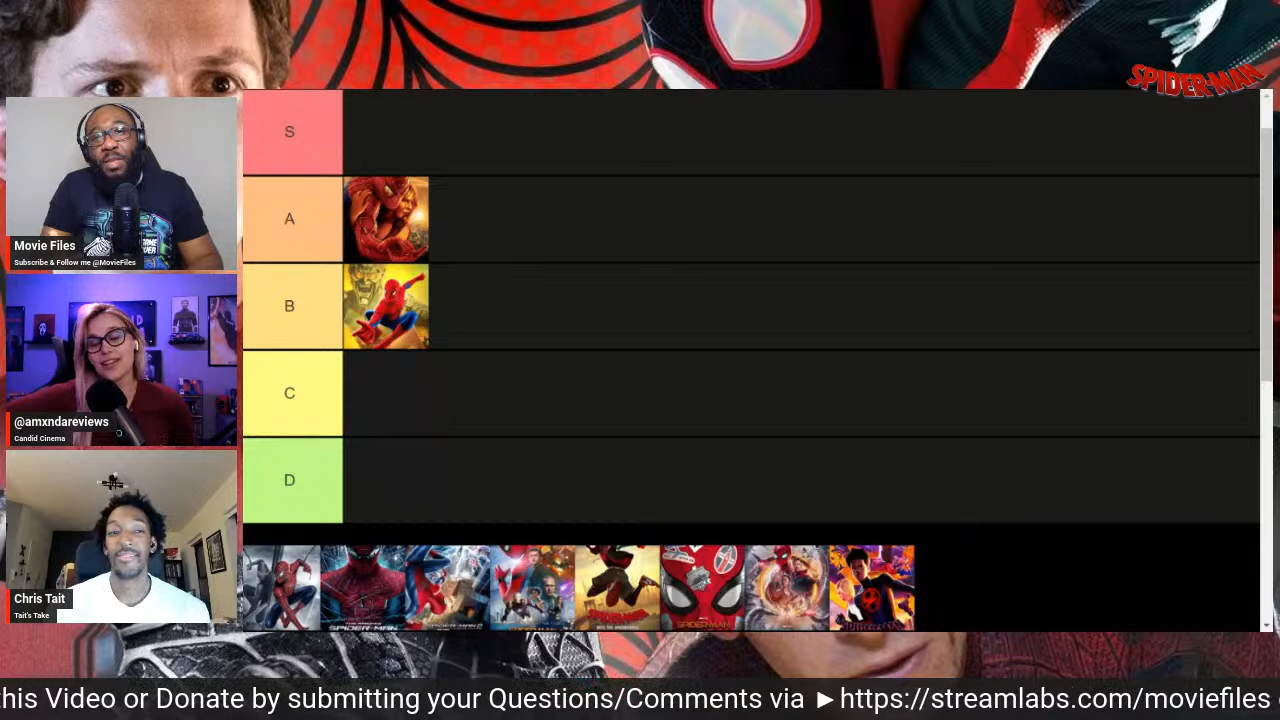 SPIDER-MAN
S
A
B
C
D
Movie Files
Subscribe & Follow me @MovieFiles
@amxndareviews
Candid Cinema
Chris Tait
Tait's Take
this Video or Donate by submitting your Questions/Comments via ►https://streamlabs.com/moviefiles